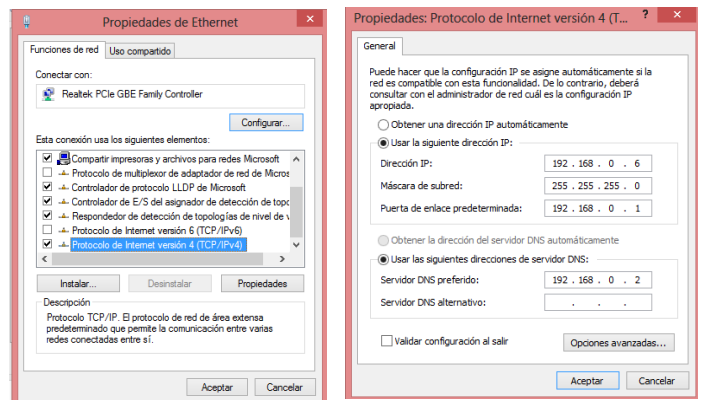 Propiedades de Ethernet
Funciones de red
Uso compartido
Conectar con:
Realtek PCIe GBE Family Controller
Configurar...
Esta conexión usa los siguientes elementos:
Compartir impresoras y archivos para redes Microsoft
Protocolo de multiplexor de adaptador de red de Micros
Controlador de protocolo LLDP de Microsoft
Controlador de E/S del asignador de detección de topo
Respondedor de detección de topologías de nivel de v
Protocolo de Internet versión 6 (TCP/IPv6)
Protocolo de Internet versión 4 (TCP/IPv4)
Instalar...
Desinstalar
Propiedades
Descripción
Protocolo TCP/IP. El protocolo de red de área extensa
predeterminado que permite la comunicación entre varias
redes conectadas entre sí.
Aceptar
Cancelar
Propiedades: Protocolo de Internet versión 4 (T...
General
Puede hacer que la configuración IP se asigne automáticamente si la
red es compatible con esta funcionalidad. De lo contrario, deberá
consultar con el administrador de red cuál es la configuración IP
apropiada.
Obtener una dirección IP automáticamente
Usar la siguiente dirección IP:
Dirección IP: 192 . 168 . 0 . 6
Máscara de subred: 255 . 255 . 255 . 0
Puerta de enlace predeterminada: 192 . 168 . 0 . 1
Obtener la dirección del servidor DNS automáticamente
Usar las siguientes direcciones de servidor DNS:
Servidor DNS preferido: 192 . 168 . 0 . 2
Servidor DNS alternativo: . . .
Validar configuración al salir
Opciones avanzadas...
Aceptar
Cancelar